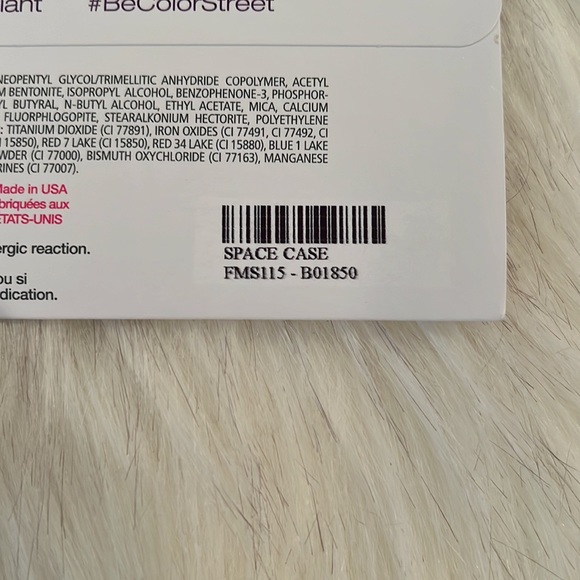 #BeColorStreet
NEOPENTYL GLYCOL/TRIMELLITIC ANHYDRIDE COPOLYMER, ACETYL
BENTONITE, ISOPROPYL ALCOHOL, BENZOPHENONE-3, PHOSPHOR-
BUTYRAL, N-BUTYL ALCOHOL, ETHYL ACETATE, MICA, CALCIUM
FLUORPHLOGOPITE, STEARALKONIUM HECTORITE, POLYETHYLENE
: TITANIUM DIOXIDE (CI 77891), IRON OXIDES (CI 77491, CI 77492, CI
15850), RED 7 LAKE (CI 15850), RED 34 LAKE (CI 15880), BLUE 1 LAKE
(CI 77000), BISMUTH OXYCHLORIDE (CI 77163), MANGANESE
(CI 77007).
Made in USA
aux
ÉTATS-UNIS
reaction.
ou si
SPACE CASE
FMS115 - B01850